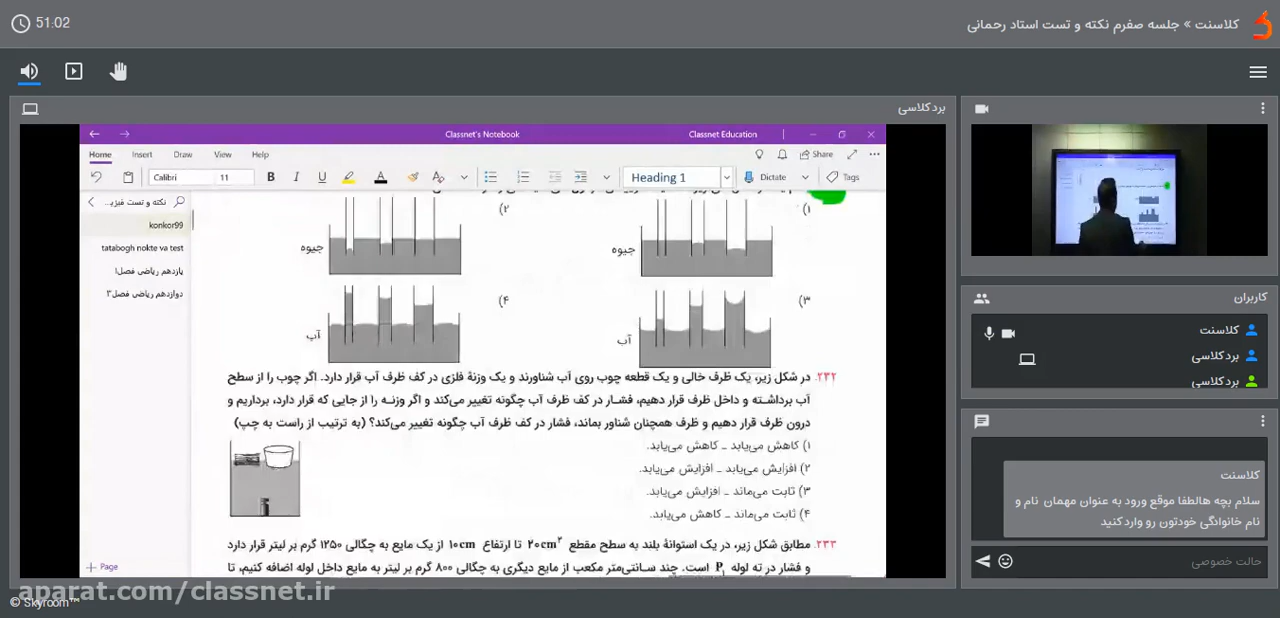 51:02
کلاسنت » جلسه صفرم نکته و تست استاد رحمانی
بردکلاسی
Classnet's Notebook
Classnet Education
Home Insert Draw View Help
Share
Calibri 11 B I U A Heading 1 Dictate Tags
نکته و تست فیزی...
konkor99
tatabogh nokte va test
یازدهم ریاضی فصل۱
دوازدهم ریاضی فصل۳
Page
۱)
جیوه
۲)
جیوه
۳)
آب
۴)
آب
۲۳۲. در شکل زیر، یک ظرف خالی و یک قطعه چوب روی آب شناورند و یک وزنهٔ فلزی در کف ظرف آب قرار دارد. اگر چوب را از سطح
آب برداشته و داخل ظرف قرار دهیم، فشار در کف ظرف آب چگونه تغییر می‌کند و اگر وزنه را از جایی که قرار دارد، برداریم و
درون ظرف قرار دهیم و ظرف همچنان شناور بماند، فشار در کف ظرف آب چگونه تغییر می‌کند؟ (به ترتیب از راست به چپ)
۱) کاهش می‌یابد _ کاهش می‌یابد.
۲) افزایش می‌یابد _ افزایش می‌یابد.
۳) ثابت می‌ماند _ افزایش می‌یابد.
۴) ثابت می‌ماند _ کاهش می‌یابد.
۲۳۳. مطابق شکل زیر، در یک استوانهٔ بلند به سطح مقطع ۲۰cm² تا ارتفاع ۱۰cm از یک مایع به چگالی ۱۲۵۰ گرم بر لیتر قرار دارد
و فشار در ته لوله P₁ است. چند سانتی‌متر مکعب از مایع دیگری به چگالی ۸۰۰ گرم بر لیتر به مایع داخل لوله اضافه کنیم، تا
کاربران
کلاسنت
بردکلاسی
بردکلاسی
کلاسنت
سلام بچه هالطفا موقع ورود به عنوان مهمان نام و
نام خانوادگی خودتون رو واردکنید
حالت خصوصی
aparat.com/classnet.ir
© Skyroom™